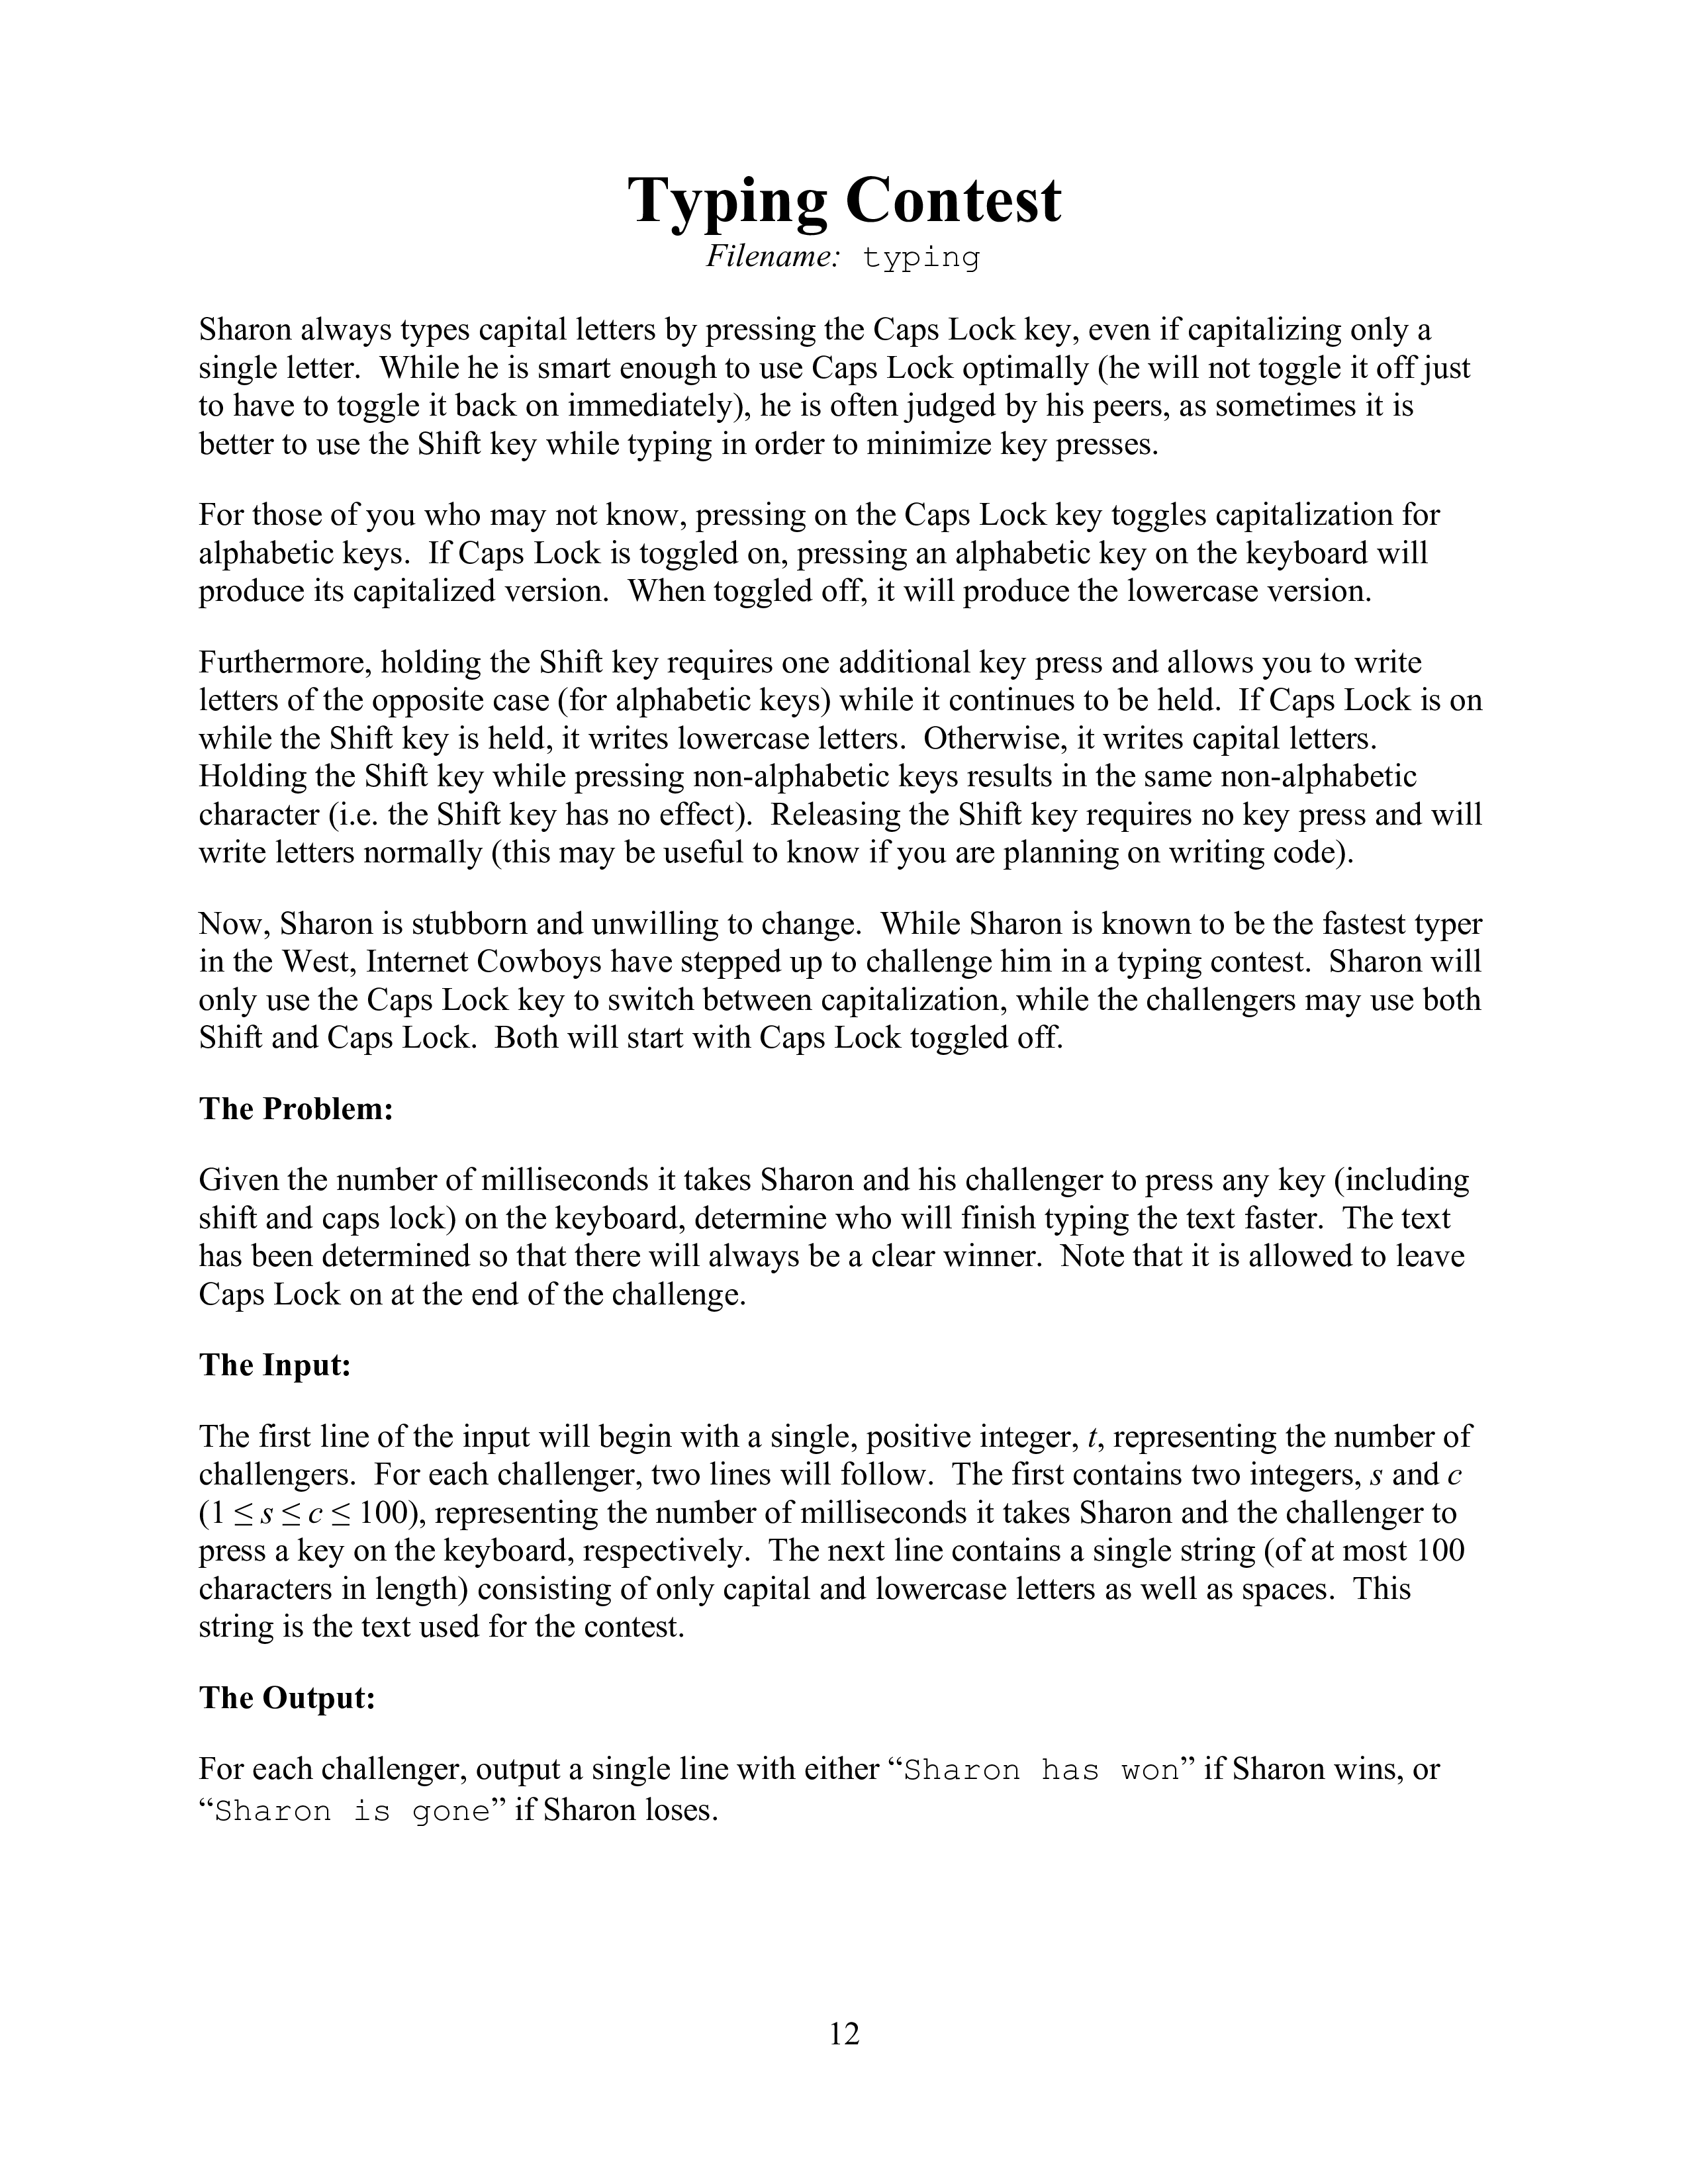 Typing Contest
Filename: typing
Sharon always types capital letters by pressing the Caps Lock key, even if capitalizing only a
single letter. While he is smart enough to use Caps Lock optimally (he will not toggle it off just
to have to toggle it back on immediately), he is often judged by his peers, as sometimes it is
better to use the Shift key while typing in order to minimize key presses.
For those of you who may not know, pressing on the Caps Lock key toggles capitalization for
alphabetic keys. If Caps Lock is toggled on, pressing an alphabetic key on the keyboard will
produce its capitalized version. When toggled off, it will produce the lowercase version.
Furthermore, holding the Shift key requires one additional key press and allows you to write
letters of the opposite case (for alphabetic keys) while it continues to be held. If Caps Lock is on
while the Shift key is held, it writes lowercase letters. Otherwise, it writes capital letters.
Holding the Shift key while pressing non-alphabetic keys results in the same non-alphabetic
character (i.e. the Shift key has no effect). Releasing the Shift key requires no key press and will
write letters normally (this may be useful to know if you are planning on writing code).
Now, Sharon is stubborn and unwilling to change. While Sharon is known to be the fastest typer
in the West, Internet Cowboys have stepped up to challenge him in a typing contest. Sharon will
only use the Caps Lock key to switch between capitalization, while the challengers may use both
Shift and Caps Lock. Both will start with Caps Lock toggled off.
The Problem:
Given the number of milliseconds it takes Sharon and his challenger to press any key (including
shift and caps lock) on the keyboard, determine who will finish typing the text faster. The text
has been determined so that there will always be a clear winner. Note that it is allowed to leave
Caps Lock on at the end of the challenge.
The Input:
The first line of the input will begin with a single, positive integer, t, representing the number of
challengers. For each challenger, two lines will follow. The first contains two integers, s and c
(1 ≤ s ≤ c ≤ 100), representing the number of milliseconds it takes Sharon and the challenger to
press a key on the keyboard, respectively. The next line contains a single string (of at most 100
characters in length) consisting of only capital and lowercase letters as well as spaces. This
string is the text used for the contest.
The Output:
For each challenger, output a single line with either “Sharon has won” if Sharon wins, or
“Sharon is gone” if Sharon loses.
12